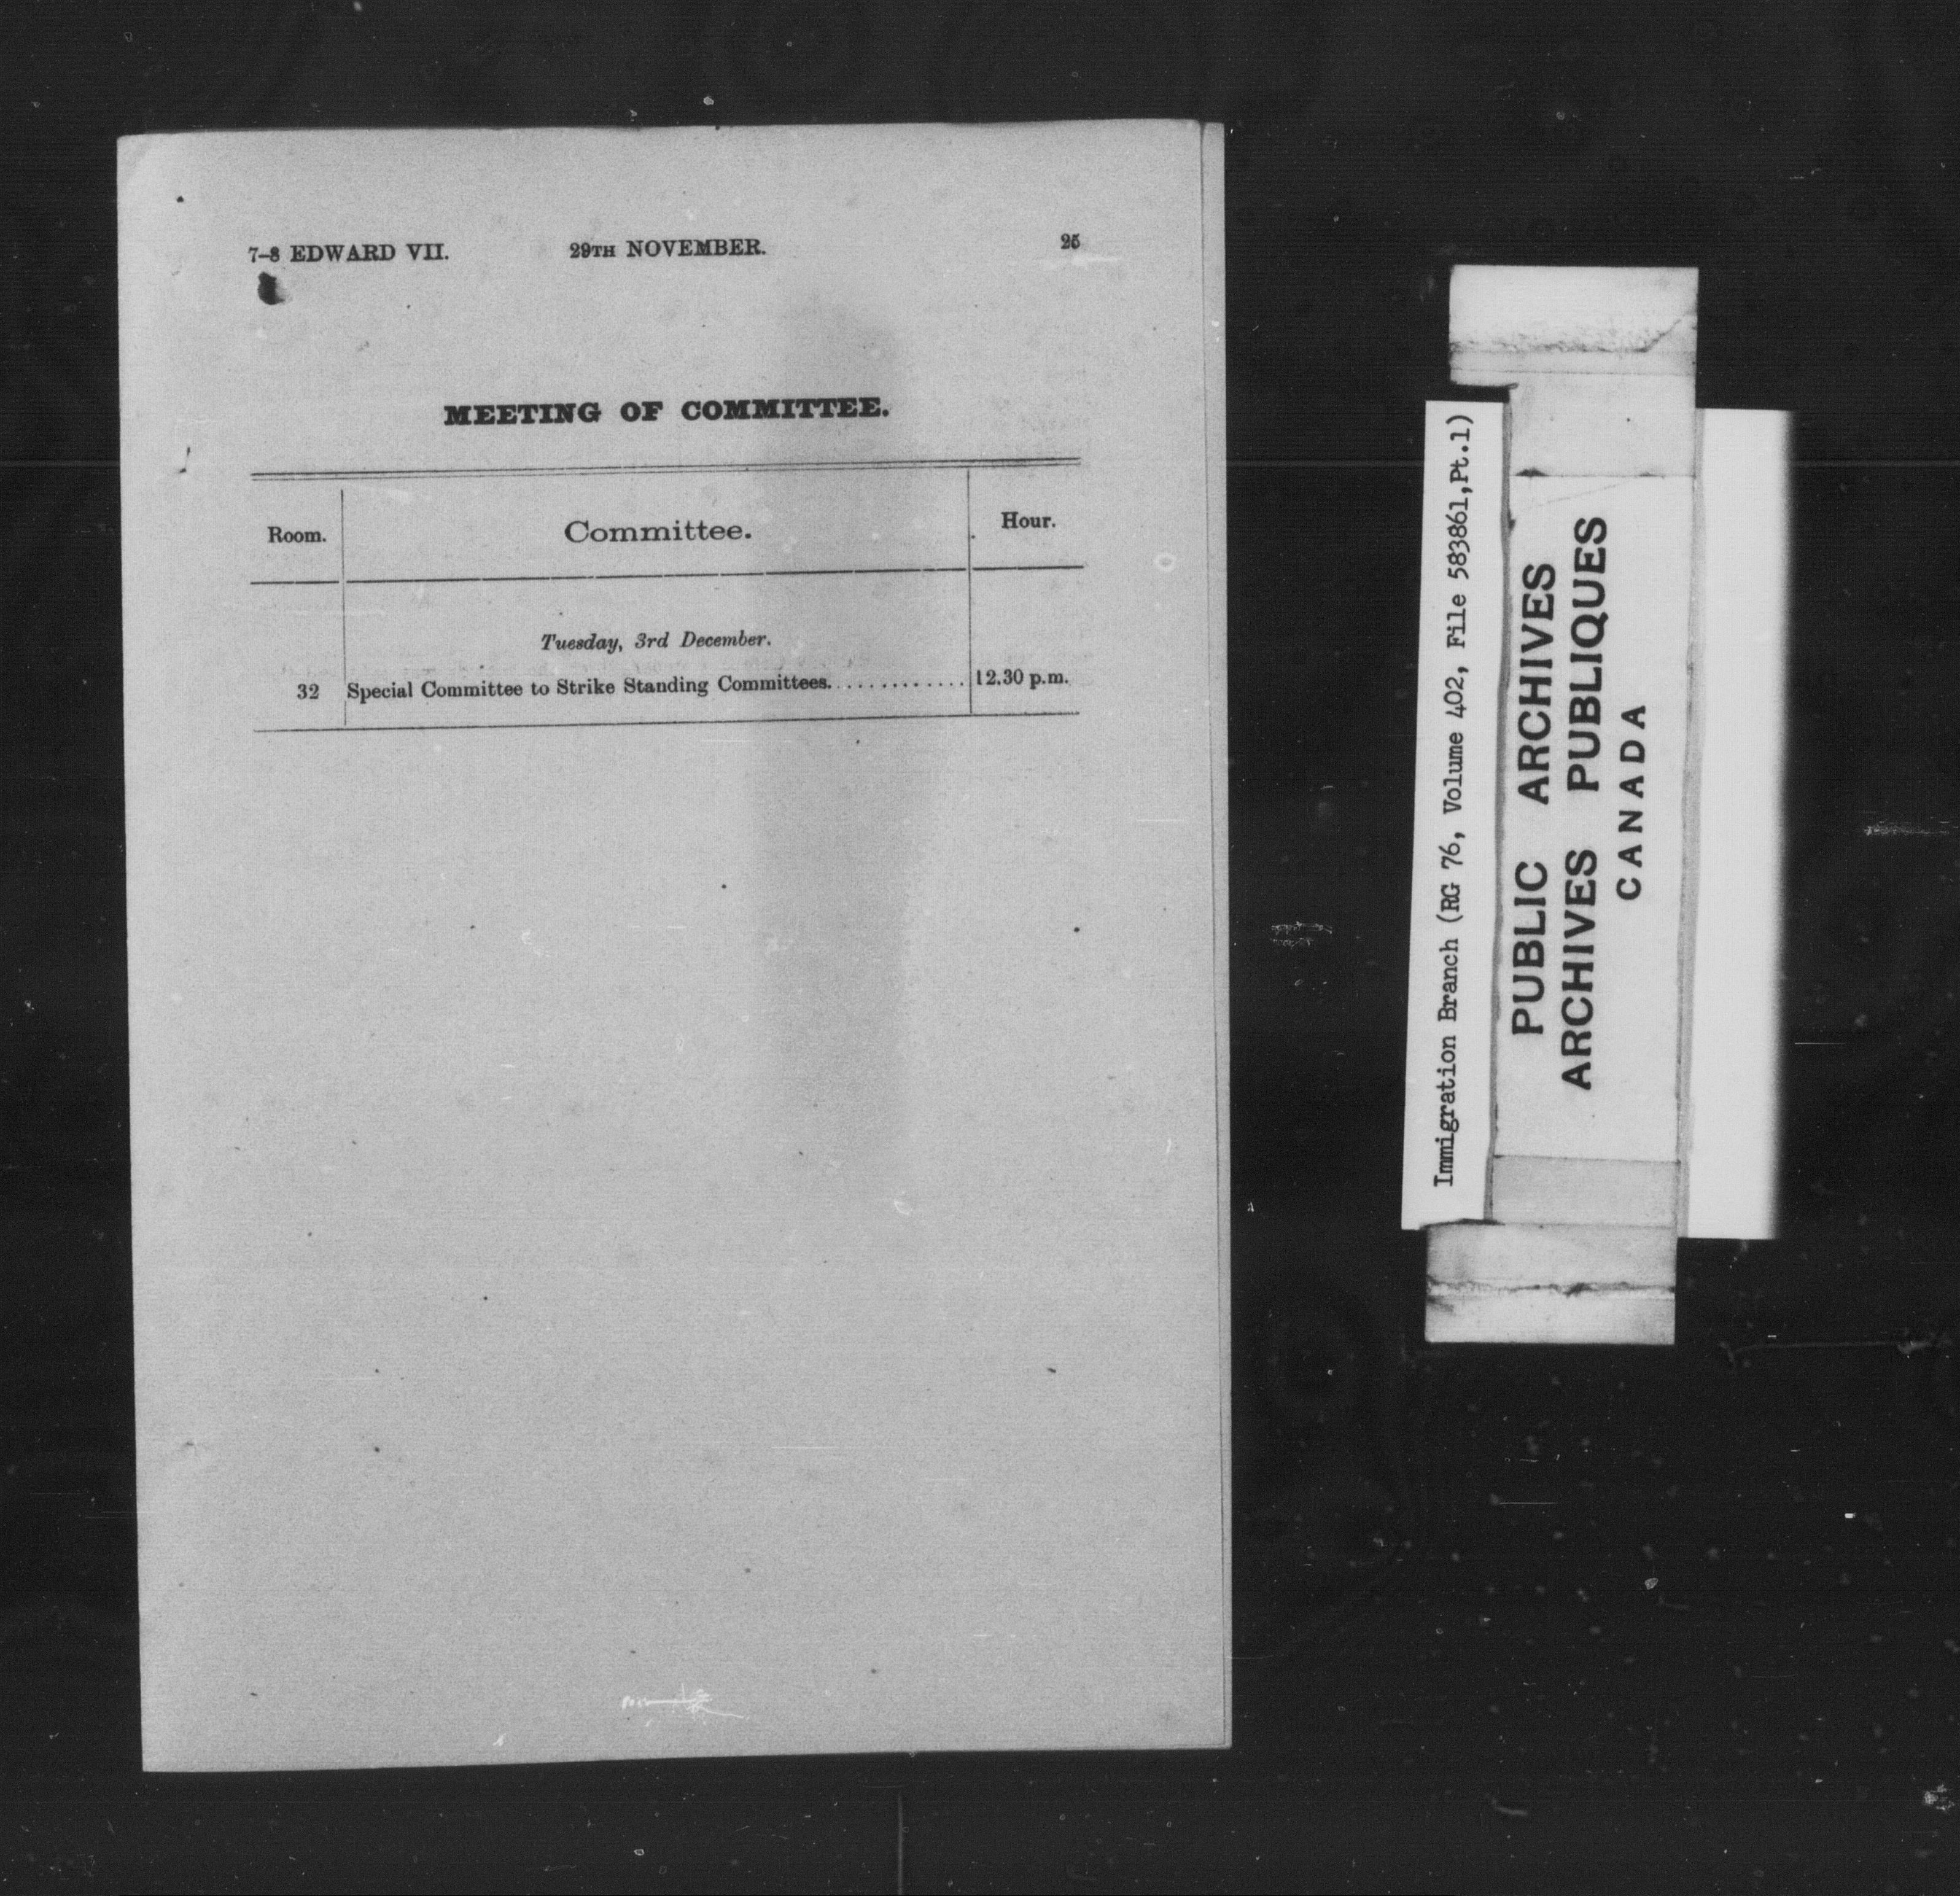 7-8 EDWARD VII. 29TH NOVEMBER. 25
MEETING OF COMMITTEE.
Room. Committee. Hour.
Tuesday, 3rd December.
32 Special Committee to Strike Standing Committees............. 12.30 p.m.
Immigration Branch (RG 76, Volume 402, File 583861,Pt.1)
PUBLIC ARCHIVES
ARCHIVES PUBLIQUES
CANADA